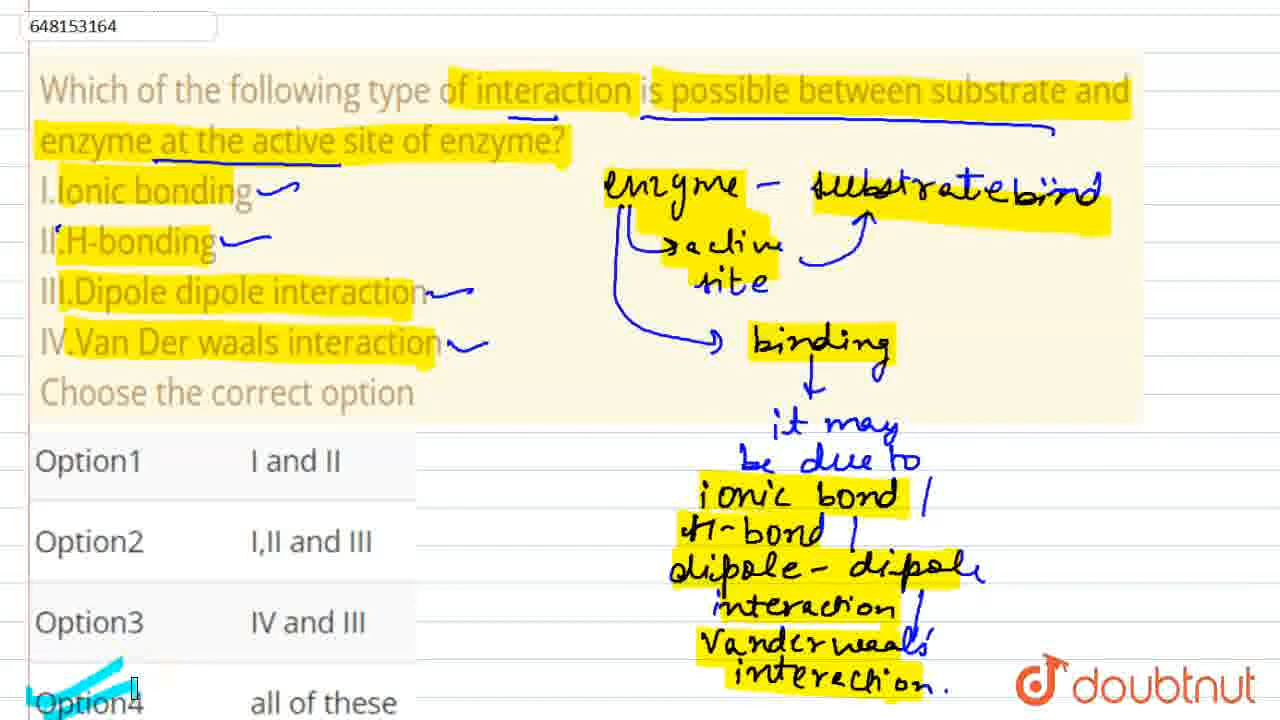 648153164
Which of the following type of interaction is possible between substrate and
enzyme at the active site of enzyme?
I.Ionic bonding
II.H-bonding
III.Dipole dipole interaction
IV.Van Der waals interaction
Choose the correct option
Option1 I and II
Option2 I,II and III
Option3 IV and III
Option4 all of these
enzyme - substrate bind
active
site
binding
it may
be due to
ionic bond /
H-bond /
dipole - dipole
interaction /
Vanderwaals'
interaction.
doubtnut